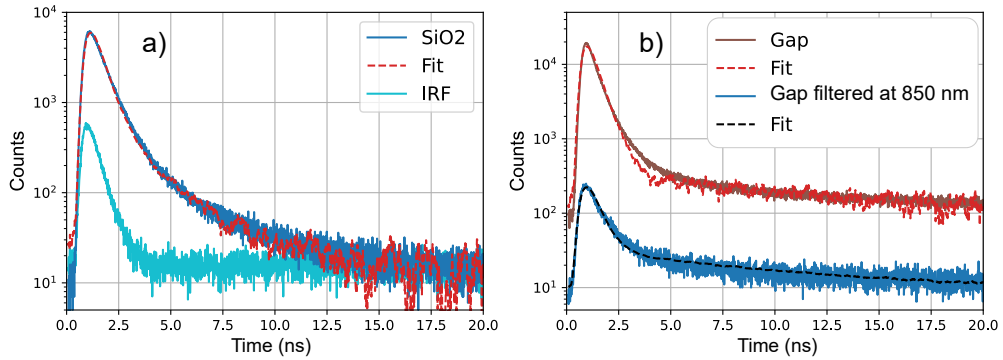 a)
SiO2
Fit
IRF
10^4
10^3
10^2
10^1
Counts
0.0 2.5 5.0 7.5 10.0 12.5 15.0 17.5 20.0
Time (ns)
b)
Gap
Fit
Gap filtered at 850 nm
Fit
10^4
10^3
10^2
10^1
Counts
0.0 2.5 5.0 7.5 10.0 12.5 15.0 17.5 20.0
Time (ns)